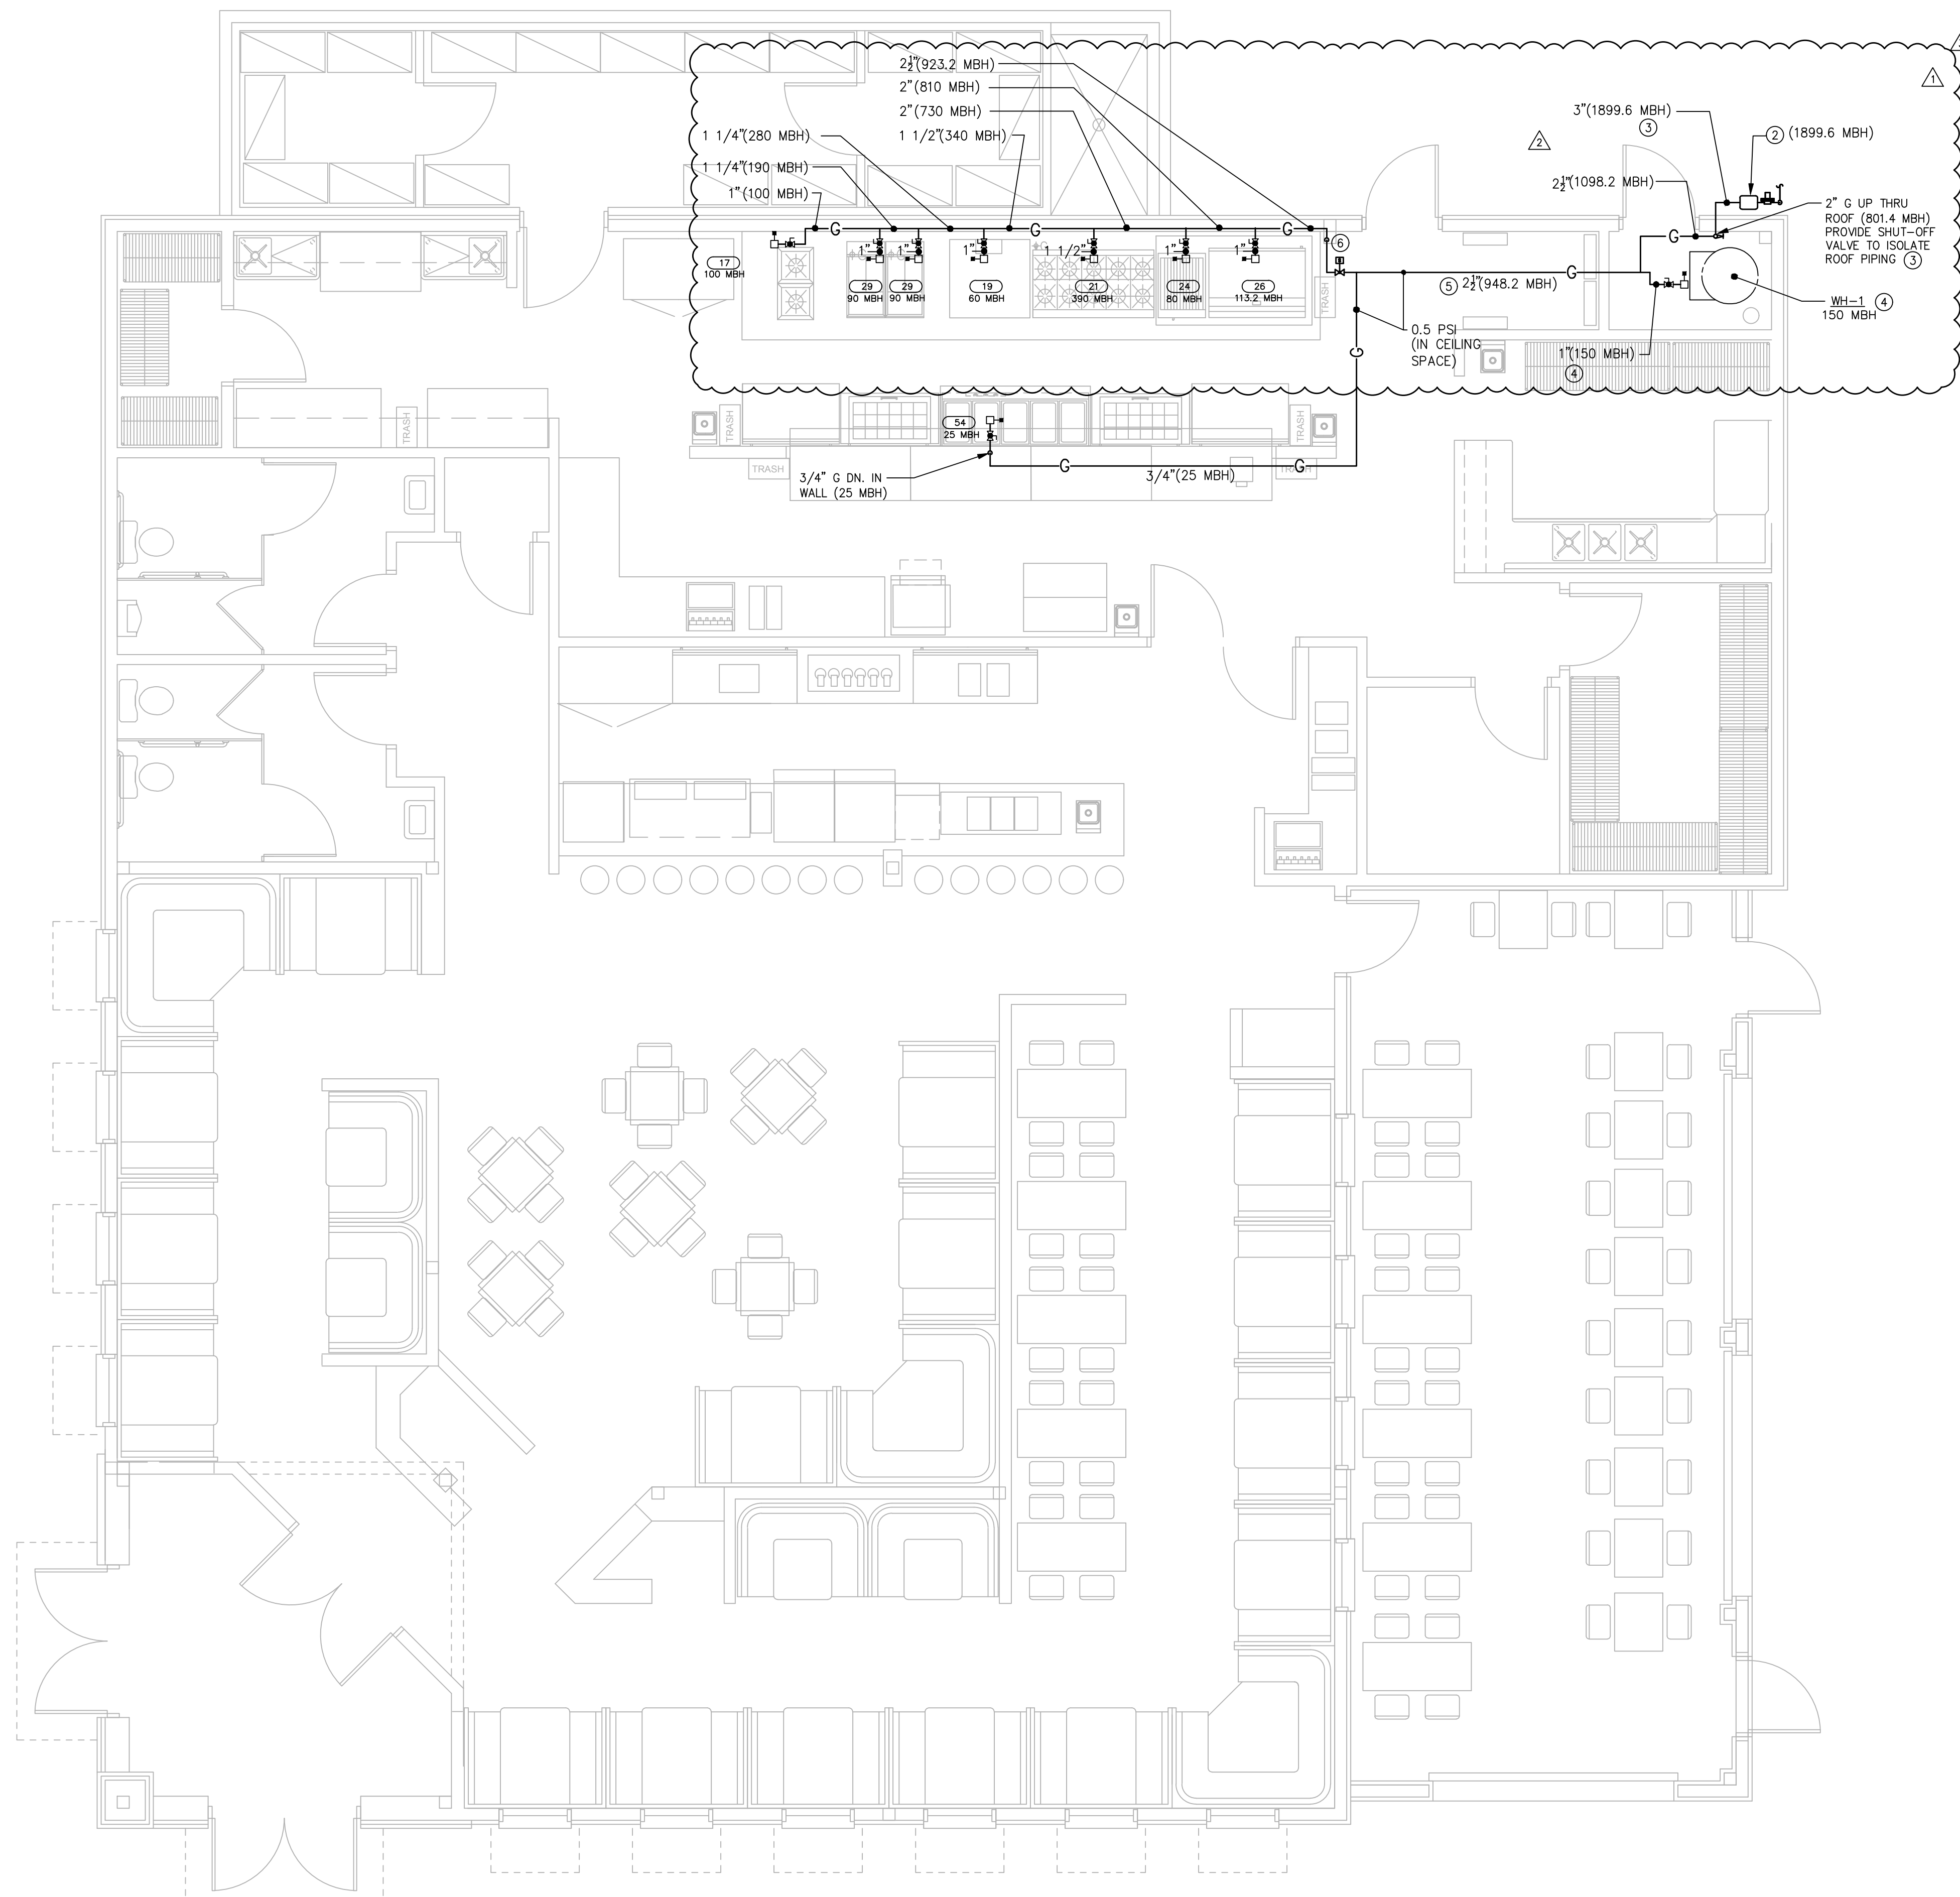 2½"(923.2 MBH)
2"(810 MBH)
2"(730 MBH)
1 1/4"(280 MBH)
1 1/2"(340 MBH)
1 1/4"(190 MBH)
1"(100 MBH)
1
2
3"(1899.6 MBH)
3
2 (1899.6 MBH)
2½"(1098.2 MBH)
2" G UP THRU
ROOF (801.4 MBH)
PROVIDE SHUT-OFF
VALVE TO ISOLATE
ROOF PIPING 3
G
G
G
G
G
6
1"
1"
1"
1 1/2"
1"
1"
17
100 MBH
29
90 MBH
29
90 MBH
19
60 MBH
21
390 MBH
24
80 MBH
26
113.2 MBH
TRASH
5 2½"(948.2 MBH)
WH-1 4
150 MBH
0.5 PSI
(IN CEILING
SPACE)
G
1"(150 MBH)
4
TRASH
TRASH
54
25 MBH
TRASH
TRASH
TRASH
G
G
3/4" G DN. IN
WALL (25 MBH)
3/4"(25 MBH)